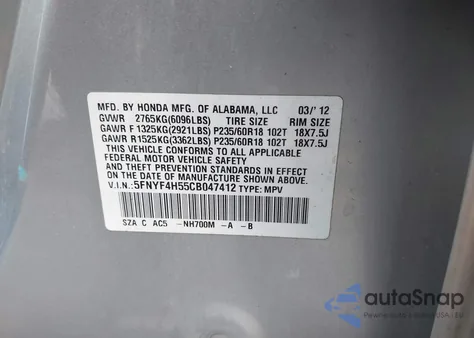 MFD. BY HONDA MFG. OF ALABAMA, LLC 03/'12
GVWR 2765KG(6096LBS) TIRE SIZE RIM SIZE
GAWR F 1325KG(2921LBS) P235/60R18 102T 18X7.5J
GAWR R1525KG(3362LBS) P235/60R18 102T 18X7.5J
THIS VEHICLE CONFORMS TO ALL APPLICABLE
FEDERAL MOTOR VEHICLE SAFETY AND THEFT
PREVENTION STANDARDS IN EFFECT ON THE
DATE OF MANUFACTURE SHOWN ABOVE.
V.I.N.:5FNYF4H55CB047412 TYPE: MPV
SZA C AC5 -NH700M -A -B
autoSnap